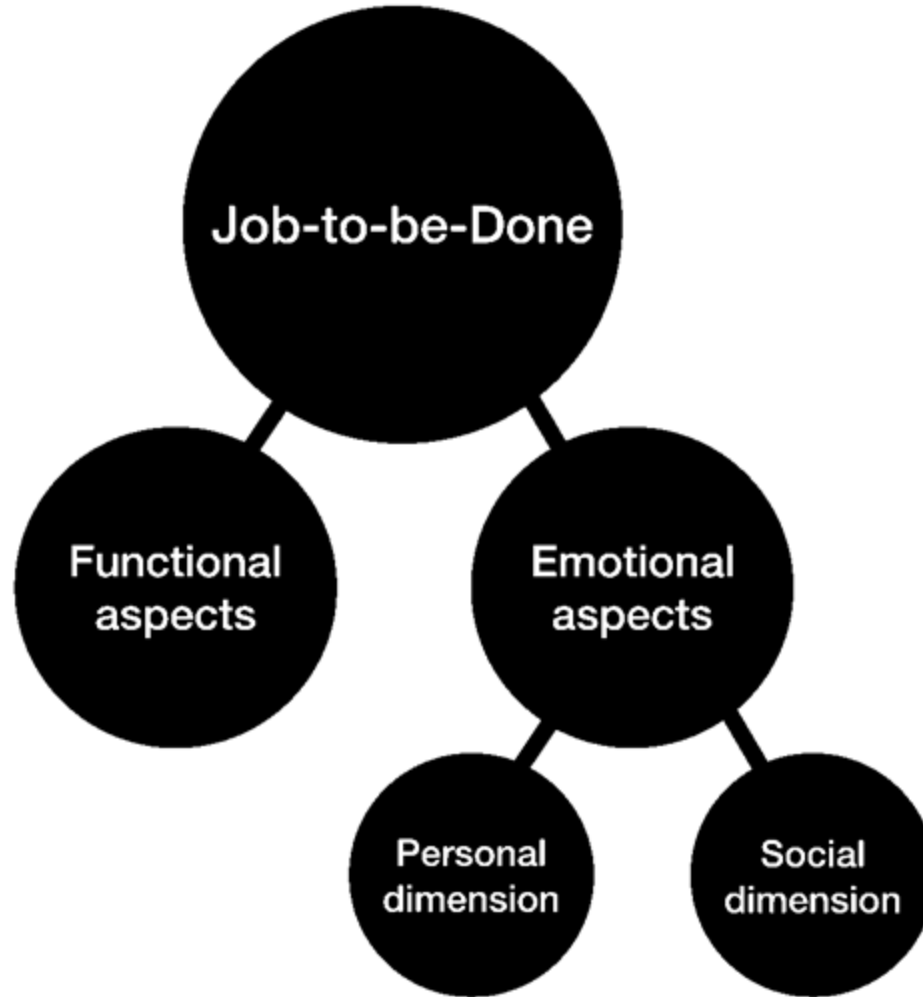 Job-to-be-Done
Functional
aspects
Emotional
aspects
Personal
dimension
Social
dimension